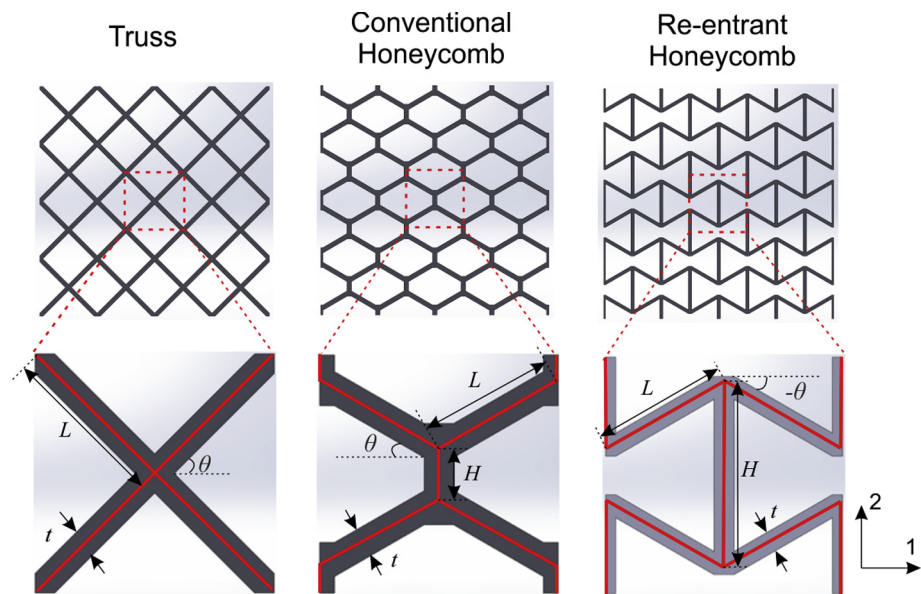 Truss
Conventional
Honeycomb
Re-entrant
Honeycomb
L
θ
t
L
θ
H
t
L
-θ
H
t
2
1